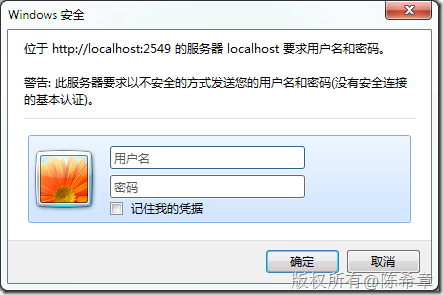 Windows 安全
位于 http://localhost:2549 的服务器 localhost 要求用户名和密码。
警告: 此服务器要求以不安全的方式发送您的用户名和密码(没有安全连接
的基本认证)。
用户名
密码
记住我的凭据
确定
取消
版权所有@陈希章